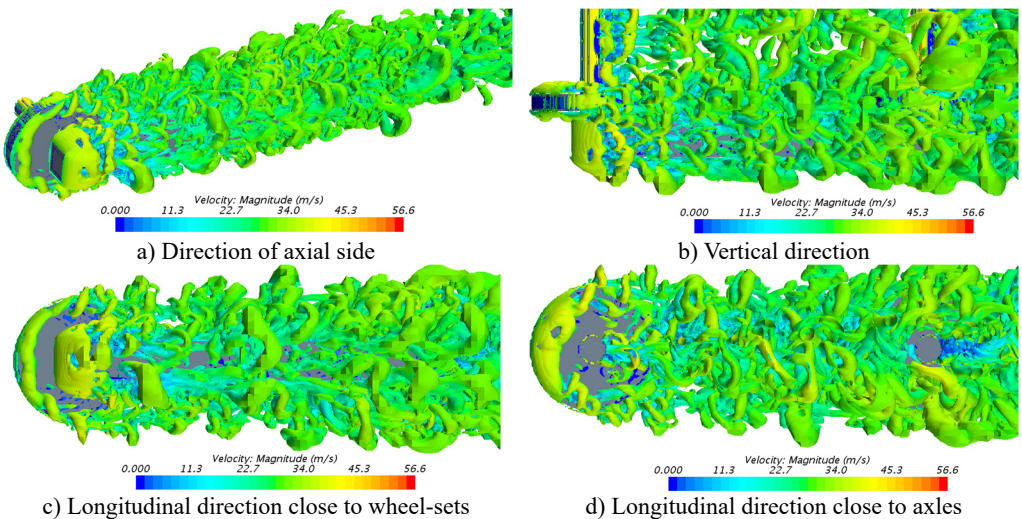 Velocity: Magnitude (m/s)
0.000 11.3 22.7 34.0 45.3 56.6
a) Direction of axial side
Velocity: Magnitude (m/s)
0.000 11.3 22.7 34.0 45.3 56.6
b) Vertical direction
Velocity: Magnitude (m/s)
0.000 11.3 22.7 34.0 45.3 56.6
c) Longitudinal direction close to wheel-sets
Velocity: Magnitude (m/s)
0.000 11.3 22.7 34.0 45.3 56.6
d) Longitudinal direction close to axles